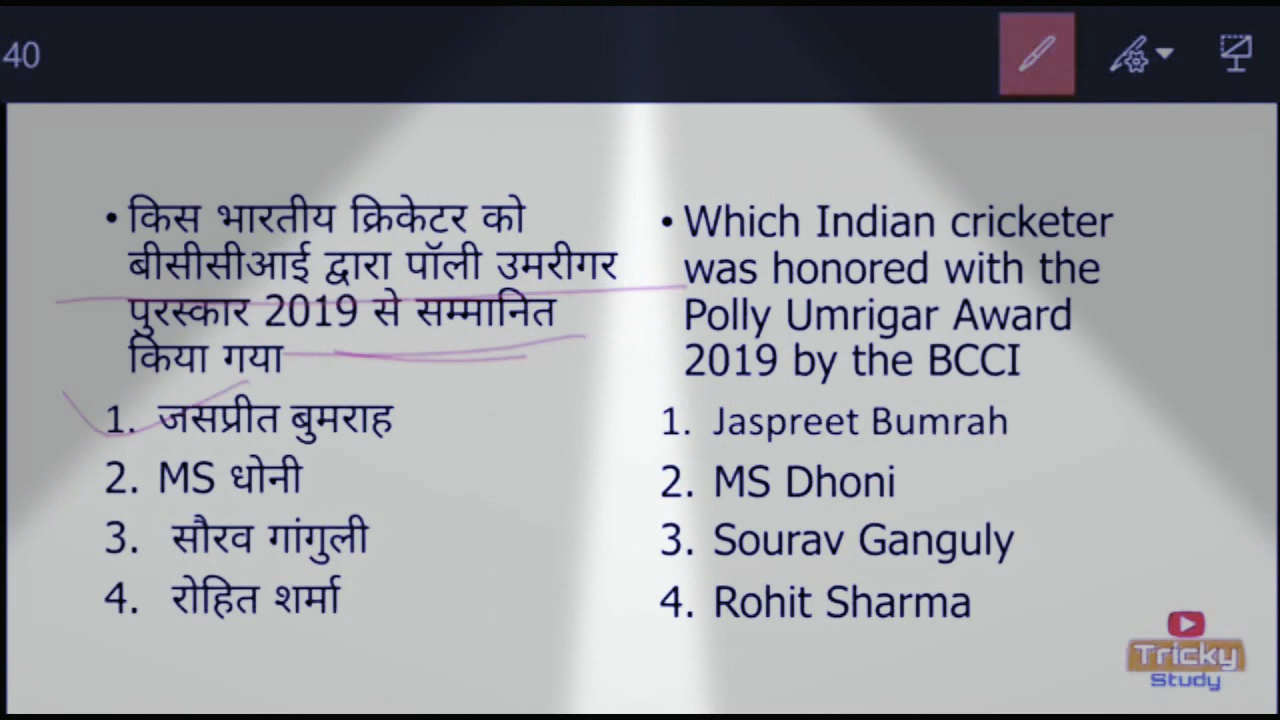 40
• किस भारतीय क्रिकेटर को
बीसीसीआई द्वारा पॉली उमरीगर
पुरस्कार 2019 से सम्मानित
किया गया
1. जसप्रीत बुमराह
2. MS धोनी
3. सौरव गांगुली
4. रोहित शर्मा
• Which Indian cricketer
was honored with the
Polly Umrigar Award
2019 by the BCCI
1. Jaspreet Bumrah
2. MS Dhoni
3. Sourav Ganguly
4. Rohit Sharma
Tricky
Study